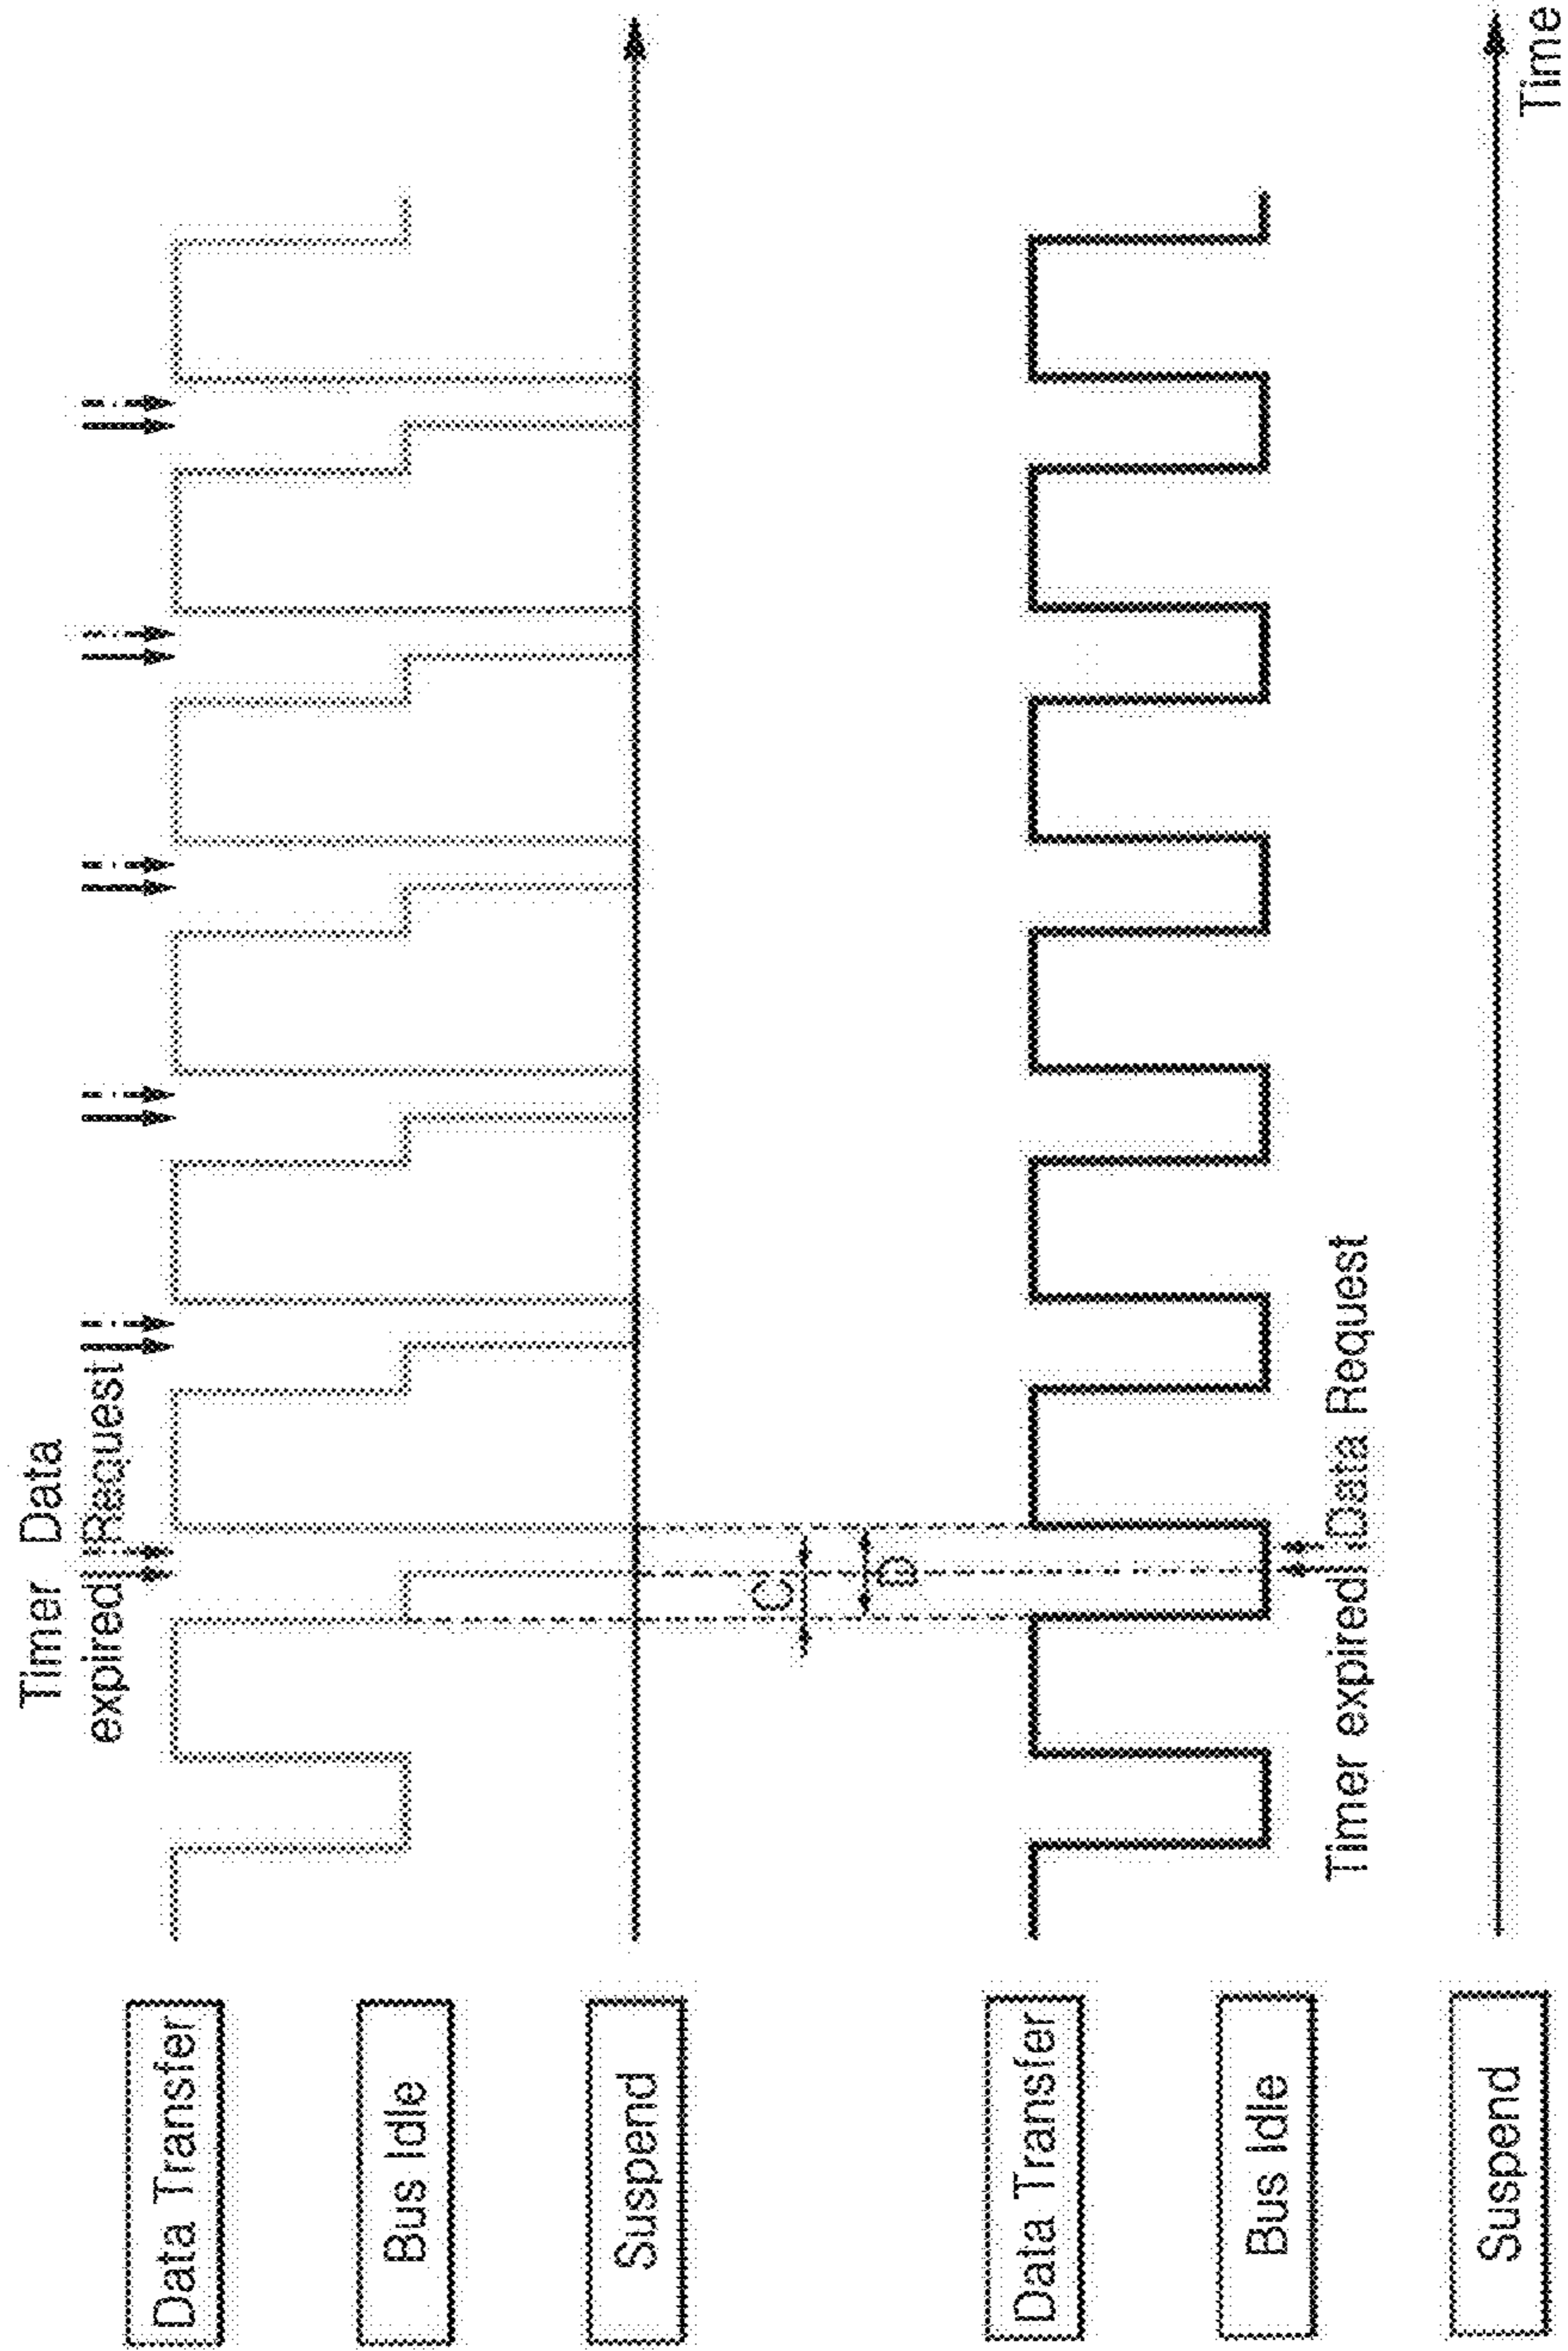 Timer Data
expired Request
Data Transfer
Bus Idle
Suspend
C
D
Data Transfer
Bus Idle
Timer expired Data Request
Suspend
Time